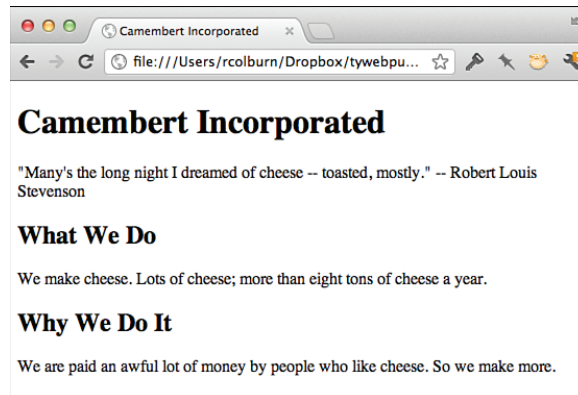 Camembert Incorporated
file:///Users/rcolburn/Dropbox/tywebpu...
Camembert Incorporated
"Many's the long night I dreamed of cheese -- toasted, mostly." -- Robert Louis
Stevenson
What We Do
We make cheese. Lots of cheese; more than eight tons of cheese a year.
Why We Do It
We are paid an awful lot of money by people who like cheese. So we make more.